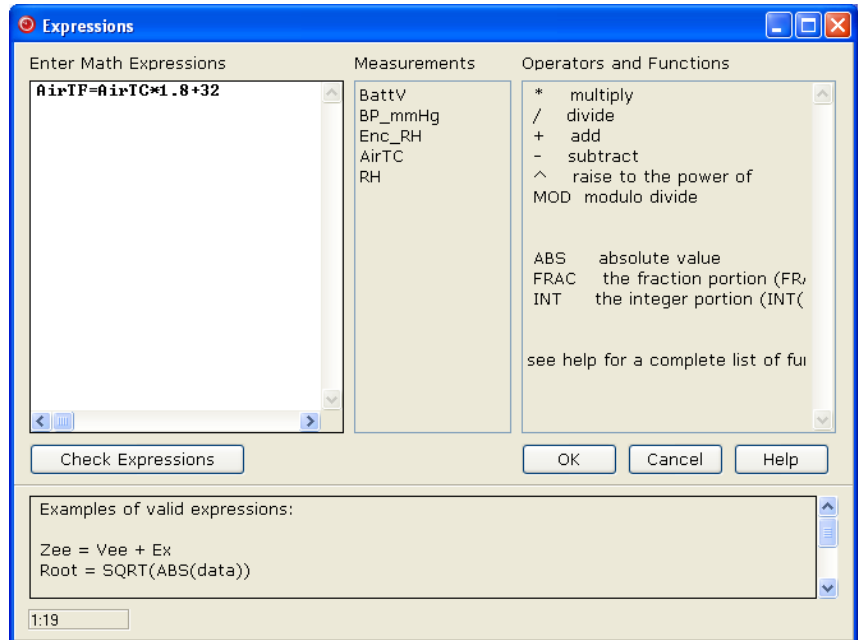 Expressions
Enter Math Expressions
AirTF=AirTC*1.8+32
Measurements
BattV
BP_mmHg
Enc_RH
AirTC
RH
Operators and Functions
* multiply
/ divide
+ add
- subtract
^ raise to the power of
MOD modulo divide
ABS absolute value
FRAC the fraction portion (FR
INT the integer portion (INT(
see help for a complete list of
Check Expressions
OK
Cancel
Help
Examples of valid expressions:
Zee = Vee + Ex
Root = SQRT(ABS(data))
1:19